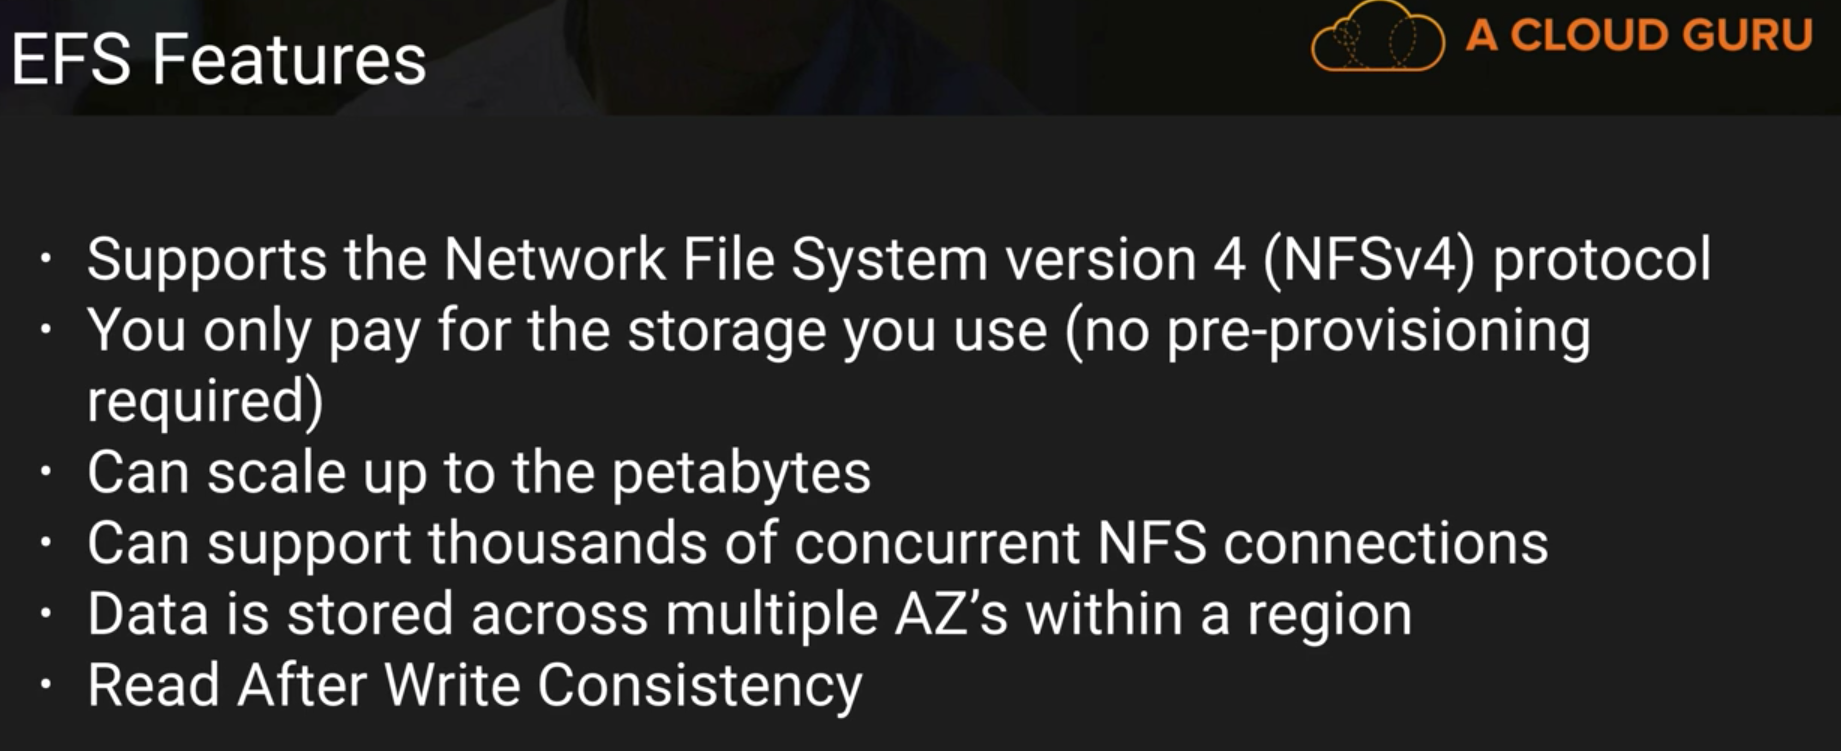 EFS Features
A CLOUD GURU
· Supports the Network File System version 4 (NFSv4) protocol
· You only pay for the storage you use (no pre-provisioning
required)
· Can scale up to the petabytes
· Can support thousands of concurrent NFS connections
· Data is stored across multiple AZ’s within a region
· Read After Write Consistency